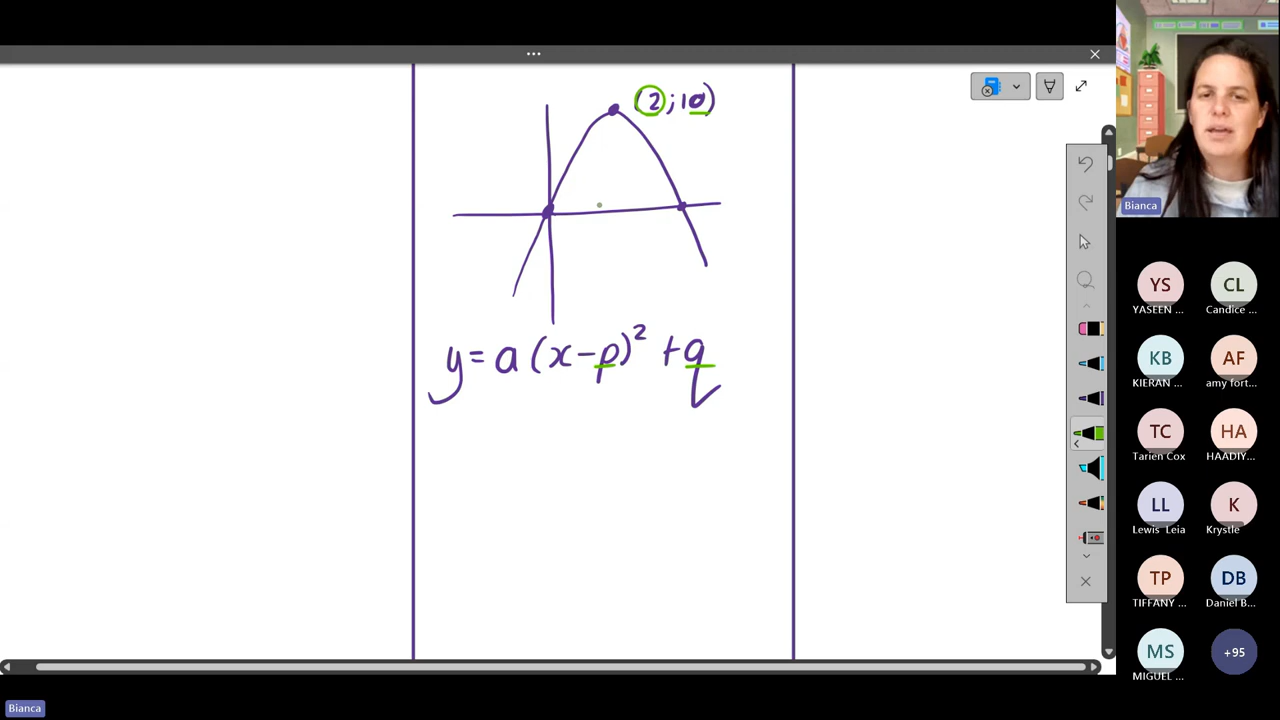 (2;10)
y=a(x-p)²+q
Bianca
YS
YASEEN ...
CL
Candice ...
KB
KIERAN ...
AF
amy fort...
TC
Tarien Cox
HA
HAADIY...
LL
Lewis Leia
K
Krystle
TP
TIFFANY ...
DB
Daniel B...
MS
MIGUEL ...
+95
Bianca